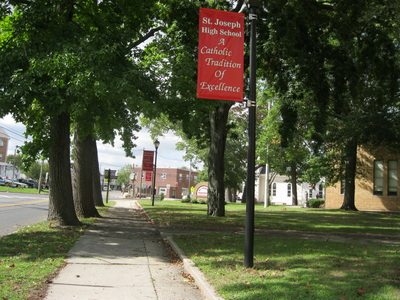 St. Joseph
High School
A
Catholic
Tradition
Of
Excellence